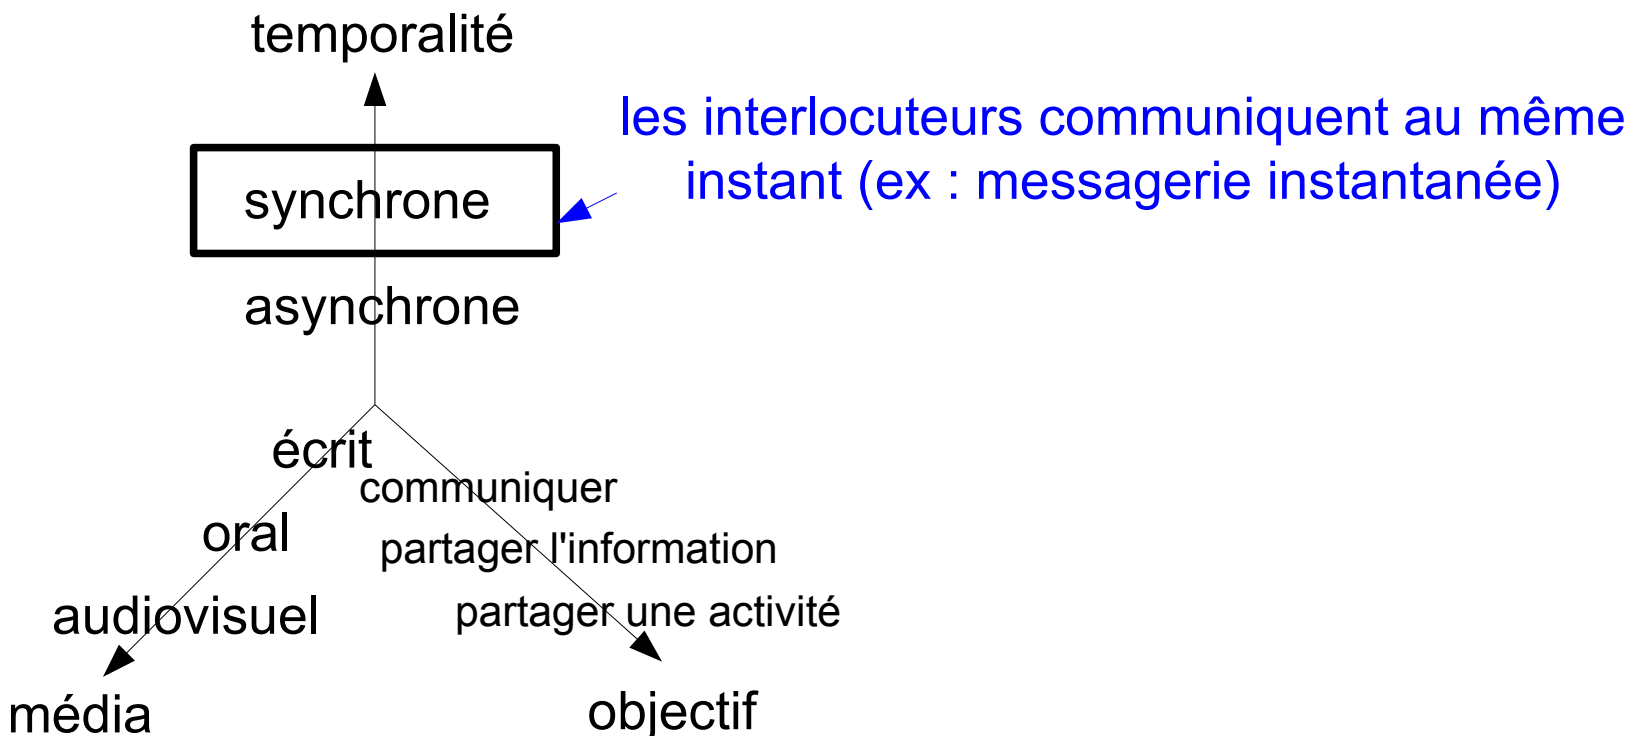 temporalité
les interlocuteurs communiquent au même
instant (ex : messagerie instantanée)
synchrone
asynchrone
écrit
communiquer
oral
partager l'information
audiovisuel
partager une activité
média
objectif